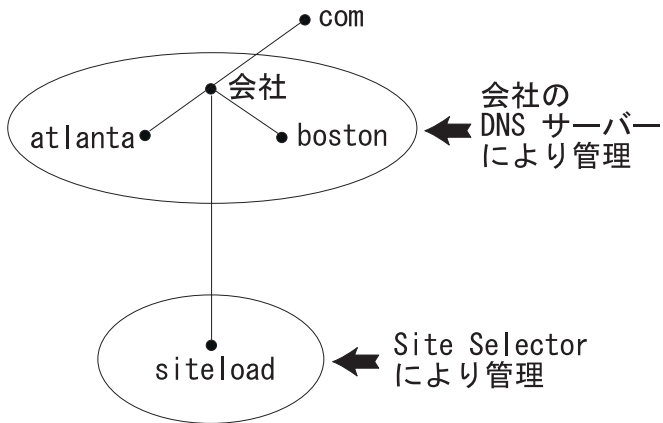 com
会社
atlanta
boston
会社の
DNS サーバー
により管理
siteload
Site Selector
により管理